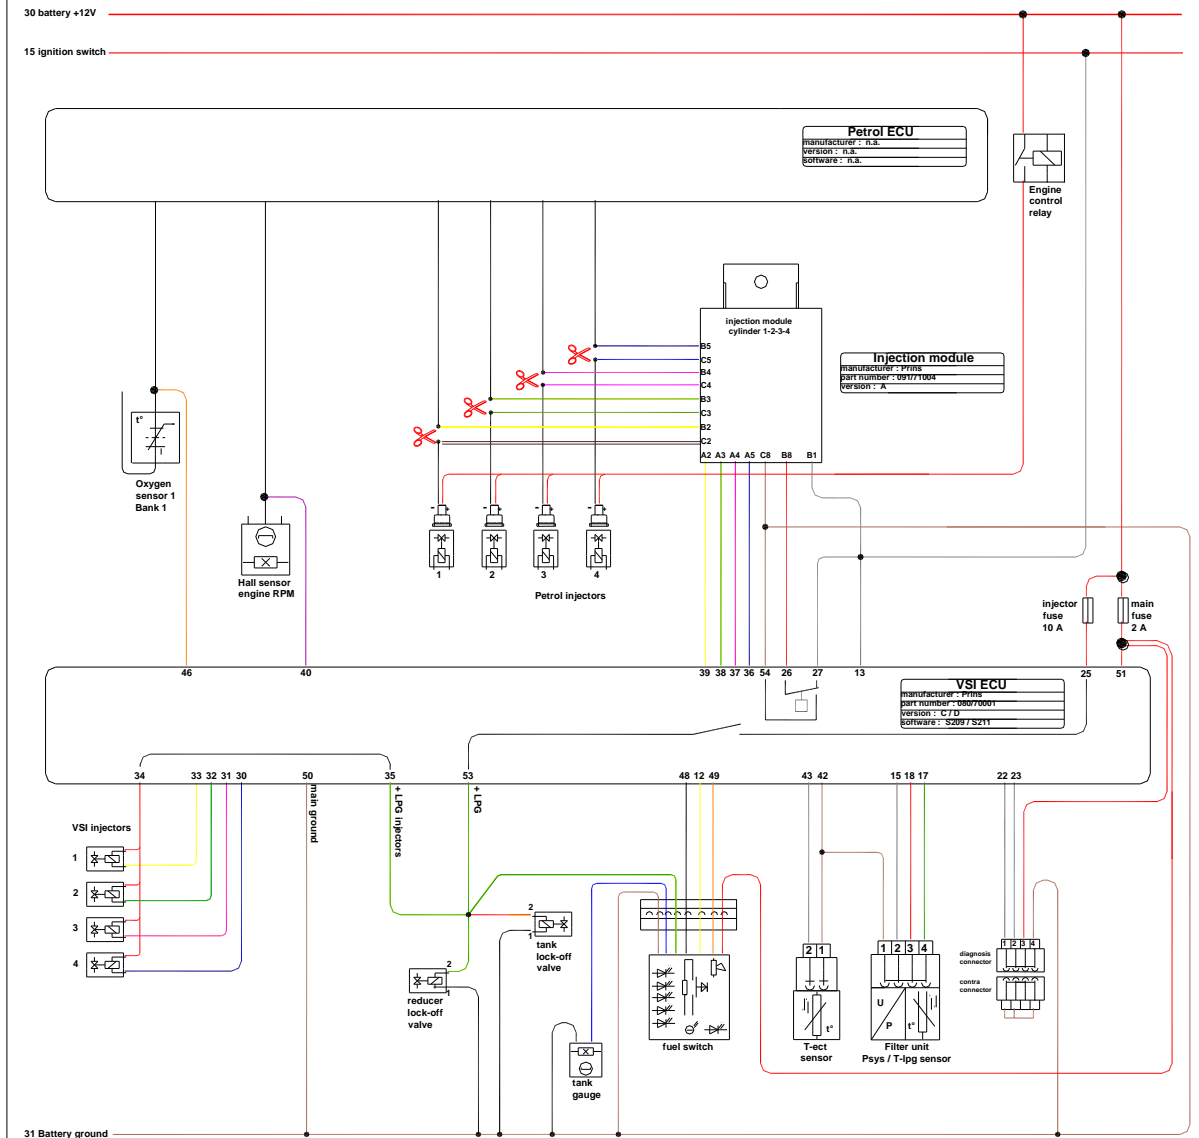 30 battery +12V
15 ignition switch
Petrol ECU
manufacturer : n.a.
version : n.a.
software : n.a.
Engine
control
relay
injection module
cylinder 1-2-3-4
B5
C5
B4
C4
B3
C3
B2
C2
A2 A3 A4 A5 C8 B8 B1
Injection module
manufacturer : Prins
part number : 091/71004
version : A
t°
Oxygen
sensor 1
Bank 1
Hall sensor
engine RPM
- + - + - + - +
1 2 3 4
Petrol injectors
injector
fuse
10 A
main
fuse
2 A
46 40 39 38 37 36 54 26 27 13 25 51
VSI ECU
manufacturer : Prins
part number : 080/70001
version : C / D
software : S209 / S211
34 33 32 31 30 50 35 53 48 12 49 43 42 15 18 17 22 23
main ground
+ LPG injectors
+ LPG
VSI injectors
1
2
3
4
2
1
tank
lock-off
valve
2
1
reducer
lock-off
valve
tank
gauge
fuel switch
2 1
t°
T-ect
sensor
1 2 3 4
U
P
t°
Filter unit
Psys / T-lpg sensor
1 2 3 4
diagnosis
connector
contra
connector
31 Battery ground